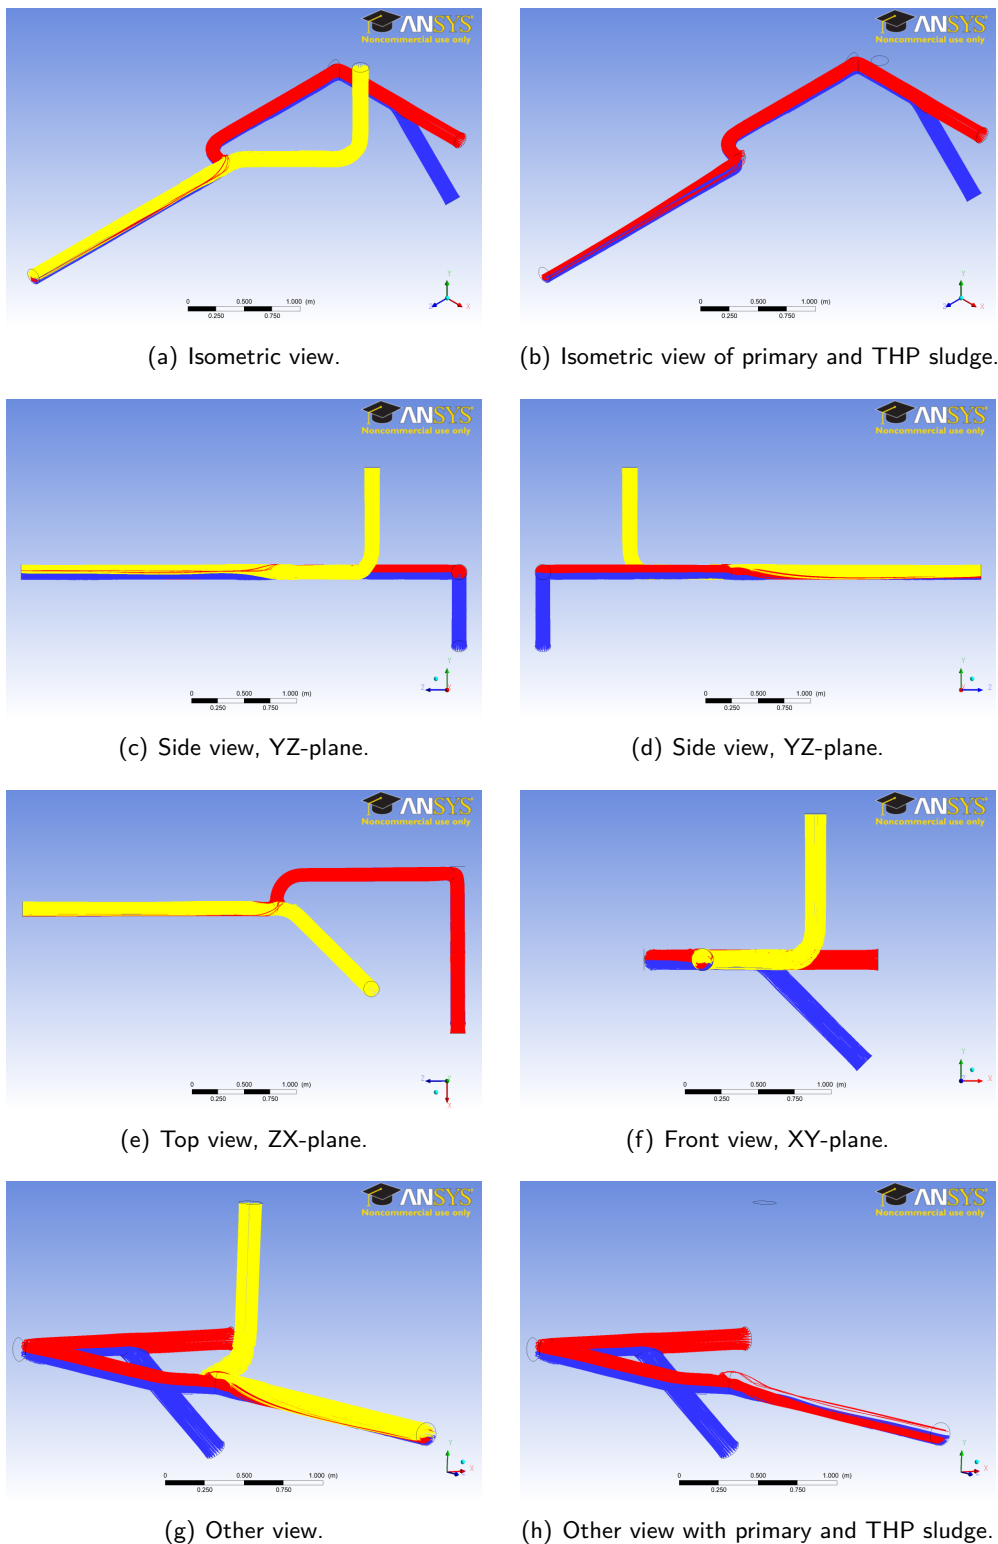 ANSYS
Noncommercial use only
0 0.500 1.000 (m)
0.250 0.750
Y
Z X
(a) Isometric view.
ANSYS
Noncommercial use only
0 0.500 1.000 (m)
0.250 0.750
Y
Z X
(b) Isometric view of primary and THP sludge.
ANSYS
Noncommercial use only
0 0.500 1.000 (m)
0.250 0.750
Y
Z
(c) Side view, YZ-plane.
ANSYS
Noncommercial use only
0 0.500 1.000 (m)
0.250 0.750
Y
Z
(d) Side view, YZ-plane.
ANSYS
Noncommercial use only
0 0.500 1.000 (m)
0.250 0.750
Z
X
(e) Top view, ZX-plane.
ANSYS
Noncommercial use only
0 0.500 1.000 (m)
0.250 0.750
Y
X
(f) Front view, XY-plane.
ANSYS
Noncommercial use only
0 0.500 1.000 (m)
0.250 0.750
Y
X
(g) Other view.
ANSYS
Noncommercial use only
0 0.500 1.000 (m)
0.250 0.750
Y
X
(h) Other view with primary and THP sludge.